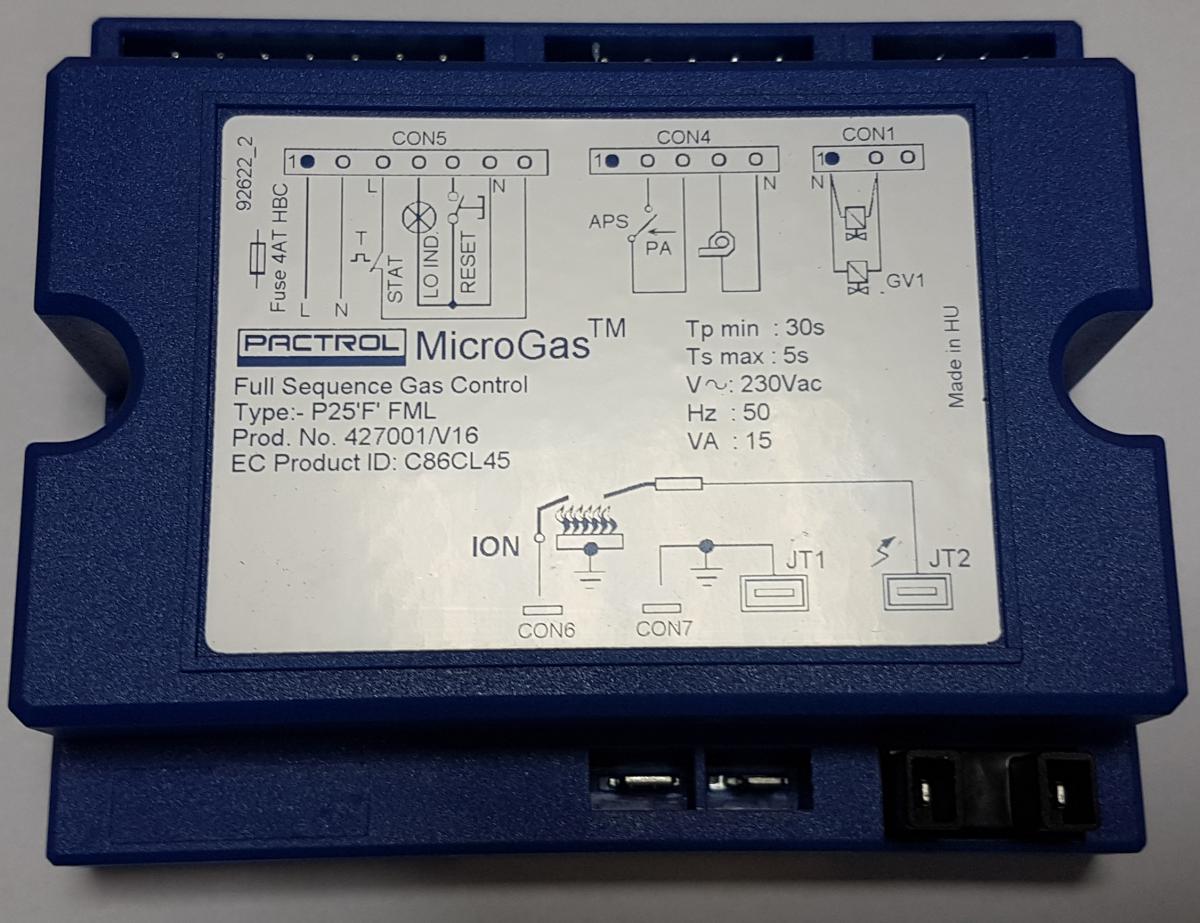 92622_2
Fuse 4AT HBC
CON5
1
L
N
T
STAT
LO IND.
RESET
L
N
CON4
1
N
APS
PA
CON1
1
N
GV1
PACTROL MicroGas™
Full Sequence Gas Control
Type:- P25'F' FML
Prod. No. 427001/V16
EC Product ID: C86CL45
Tp min : 30s
Ts max : 5s
V~: 230Vac
Hz : 50
VA : 15
Made in HU
ION
JT1
JT2
CON6
CON7